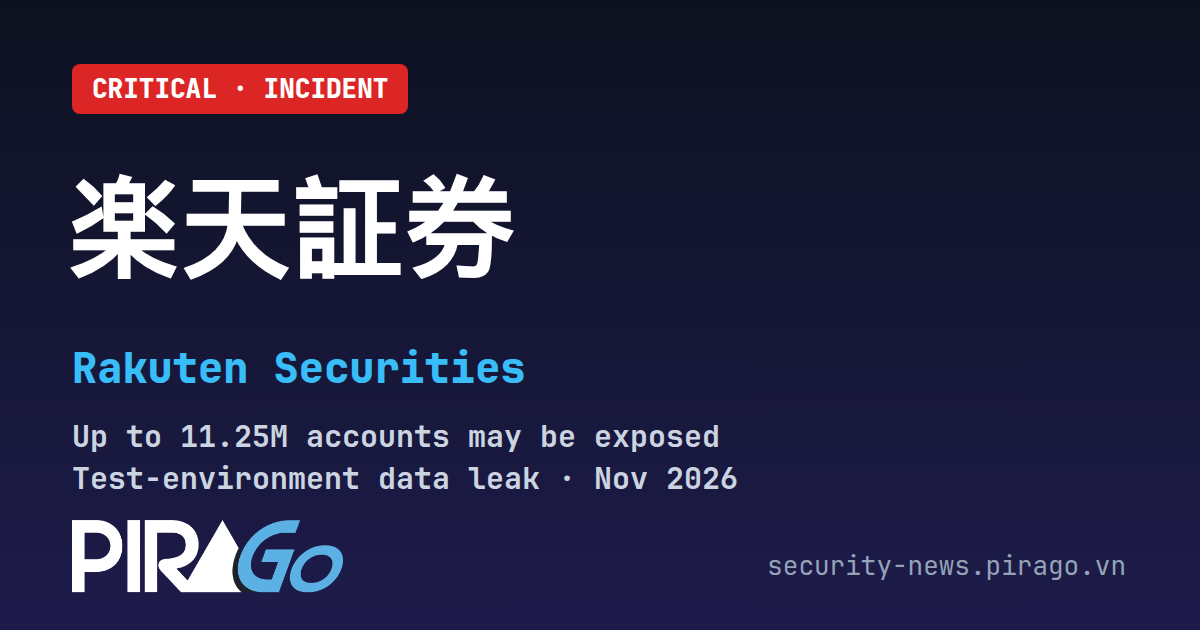 CRITICAL · INCIDENT
楽天証券
Rakuten Securities
Up to 11.25M accounts may be exposed
Test-environment data leak · Nov 2026
PIRAGo
security-news.pirago.vn